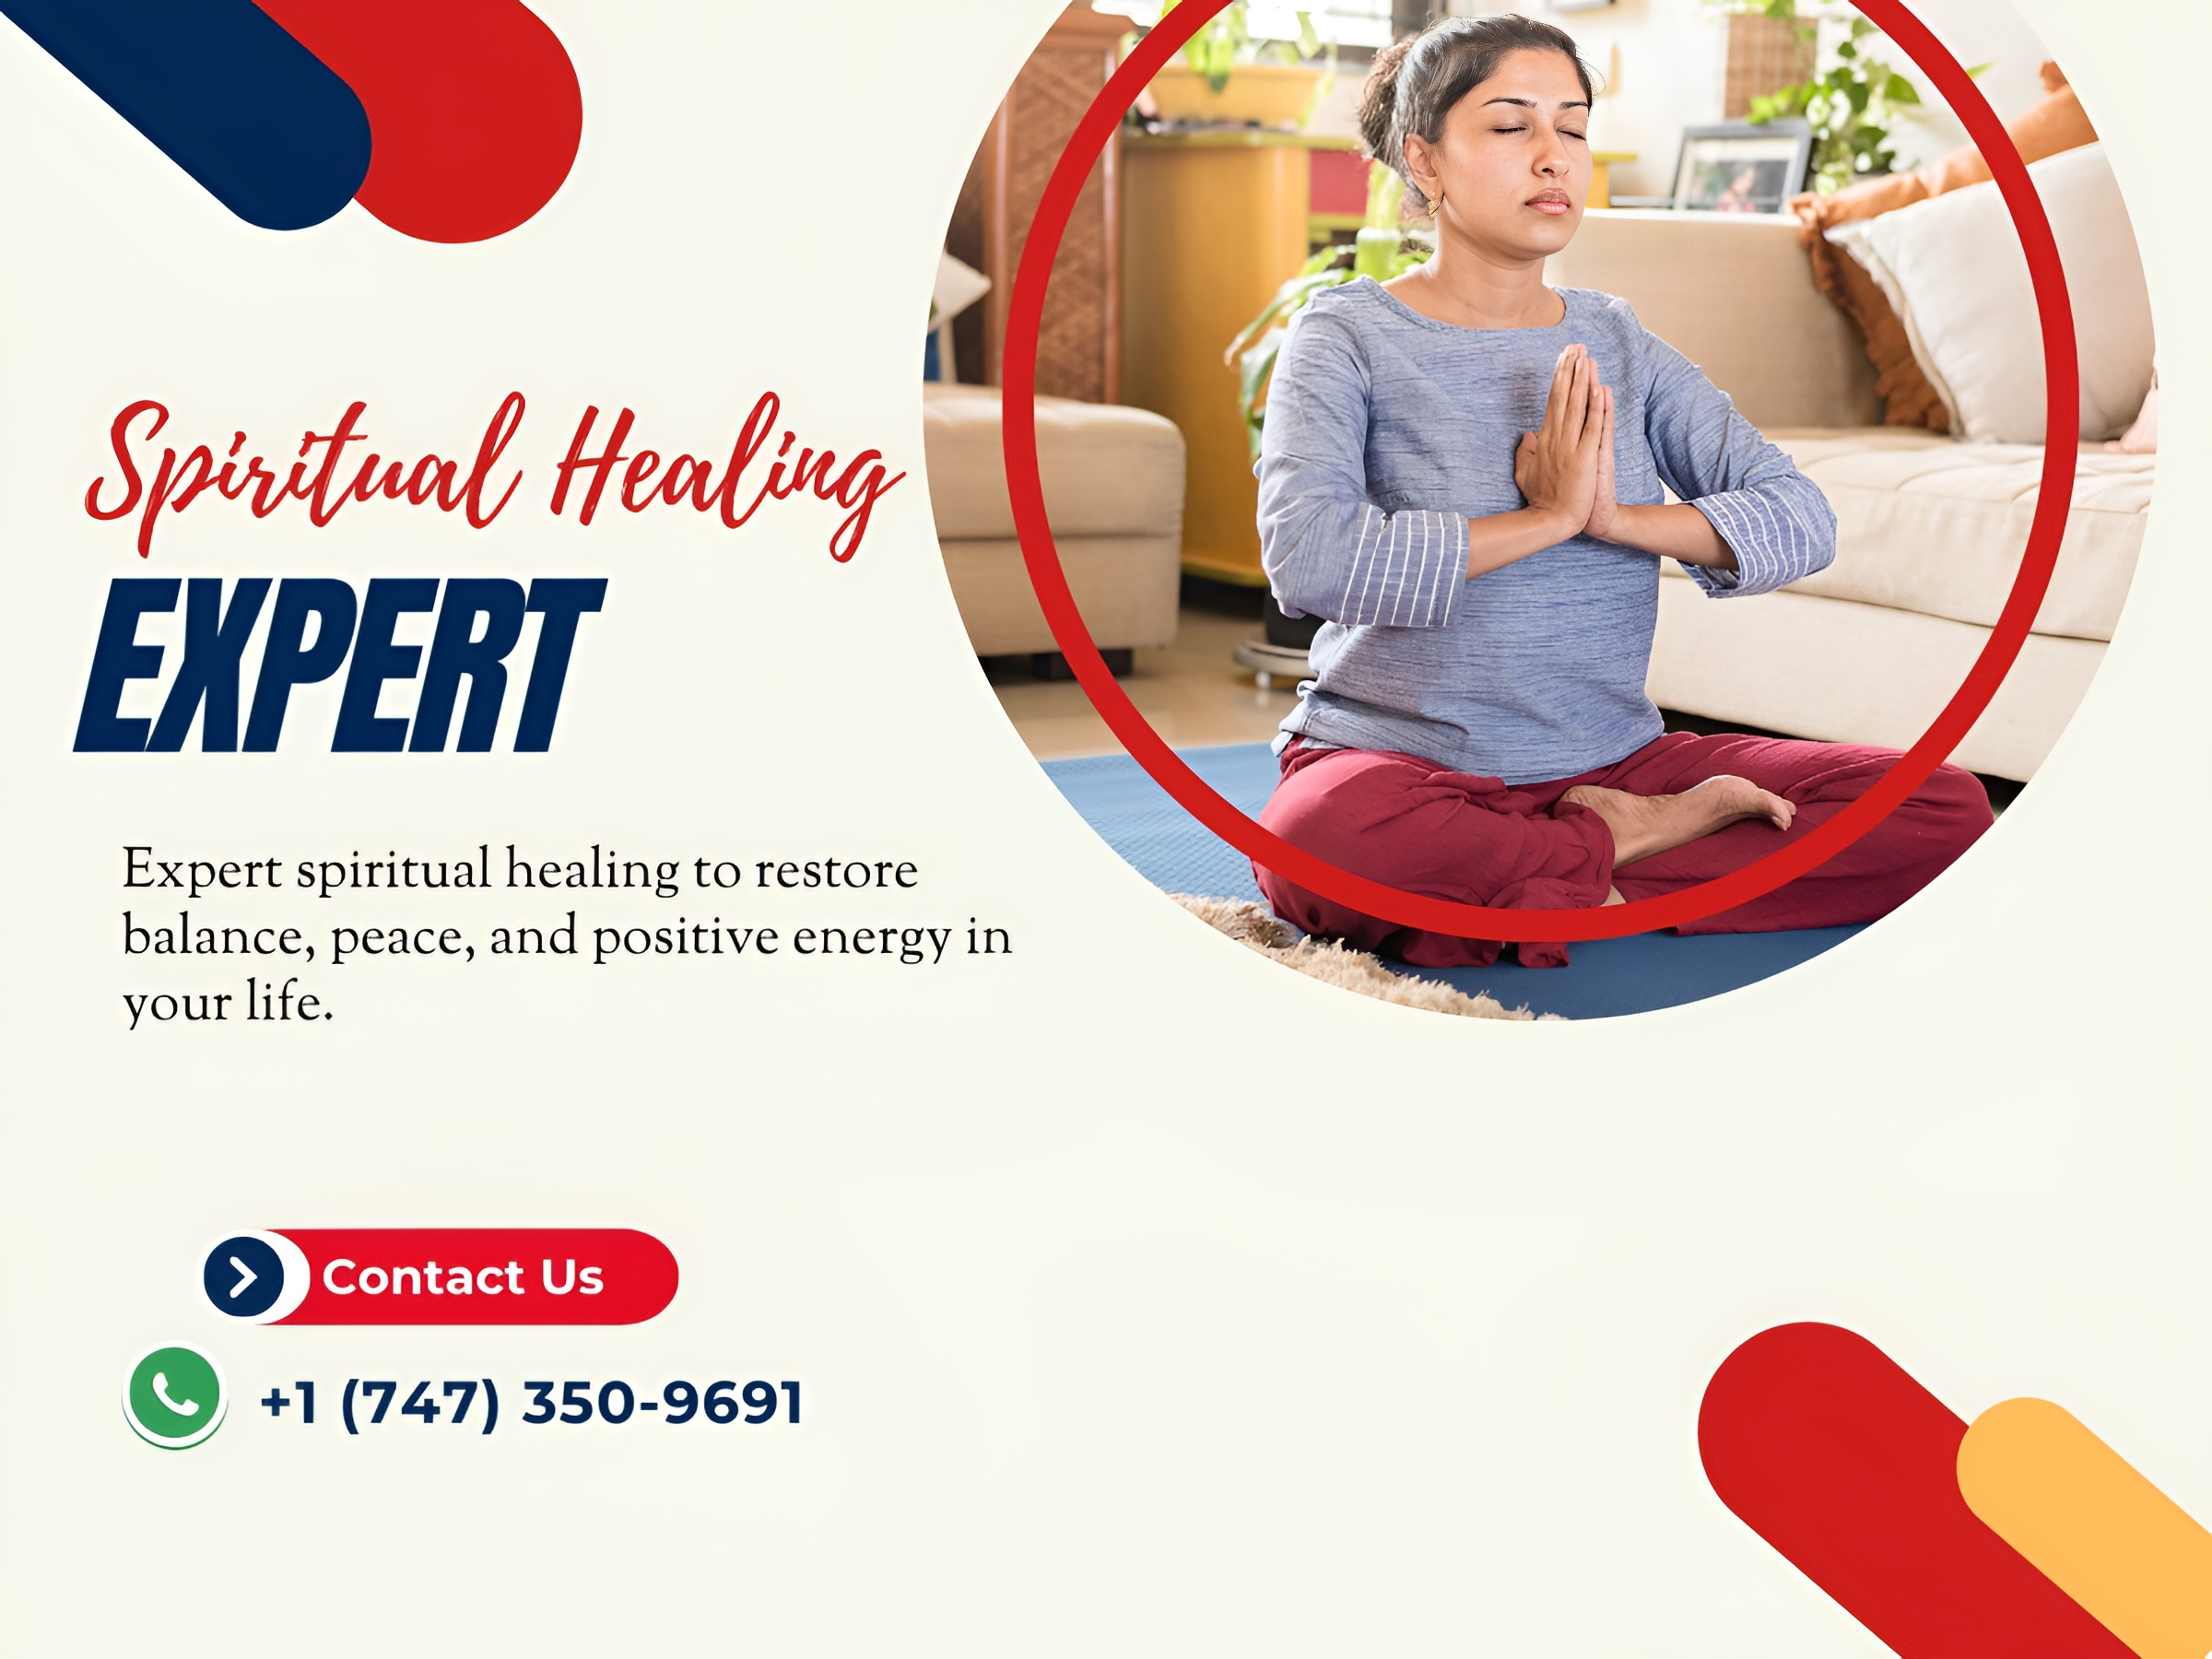 Spiritual Healing
EXPERT
Expert spiritual healing to restore
balance, peace, and positive energy in
your life.
Contact Us
+1 (747) 350-9691